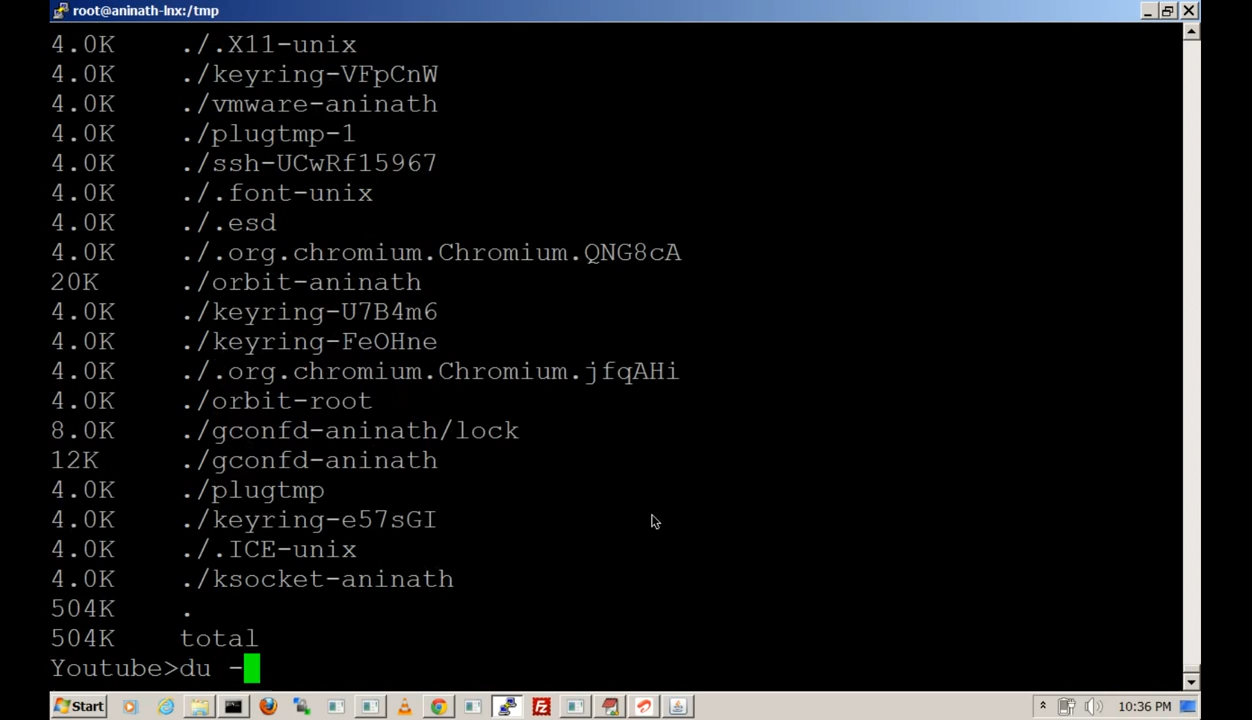 root@aninath-lnx:/tmp
4.0K ./.X11-unix
4.0K ./keyring-VFpCnW
4.0K ./vmware-aninath
4.0K ./plugtmp-1
4.0K ./ssh-UCwRf15967
4.0K ./.font-unix
4.0K ./.esd
4.0K ./.org.chromium.Chromium.QNG8cA
20K ./orbit-aninath
4.0K ./keyring-U7B4m6
4.0K ./keyring-FeOHne
4.0K ./.org.chromium.Chromium.jfqAHi
4.0K ./orbit-root
8.0K ./gconfd-aninath/lock
12K ./gconfd-aninath
4.0K ./plugtmp
4.0K ./keyring-e57sGI
4.0K ./.ICE-unix
4.0K ./ksocket-aninath
504K .
504K total
Youtube>du -
Start 10:36 PM